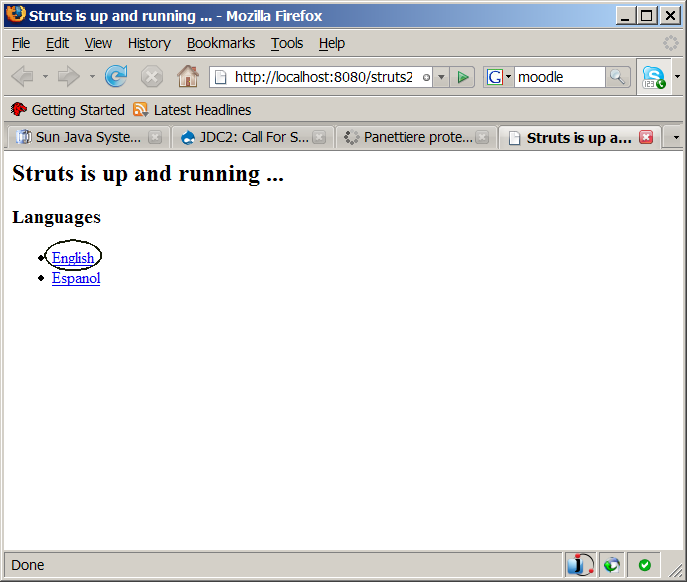 Struts is up and running ... - Mozilla Firefox
File Edit View History Bookmarks Tools Help
http://localhost:8080/struts2 G moodle
Getting Started Latest Headlines
Sun Java Syste... JDC2: Call For S... Panettiere prote... Struts is up a...
Struts is up and running ...
Languages
English
Espanol
Done